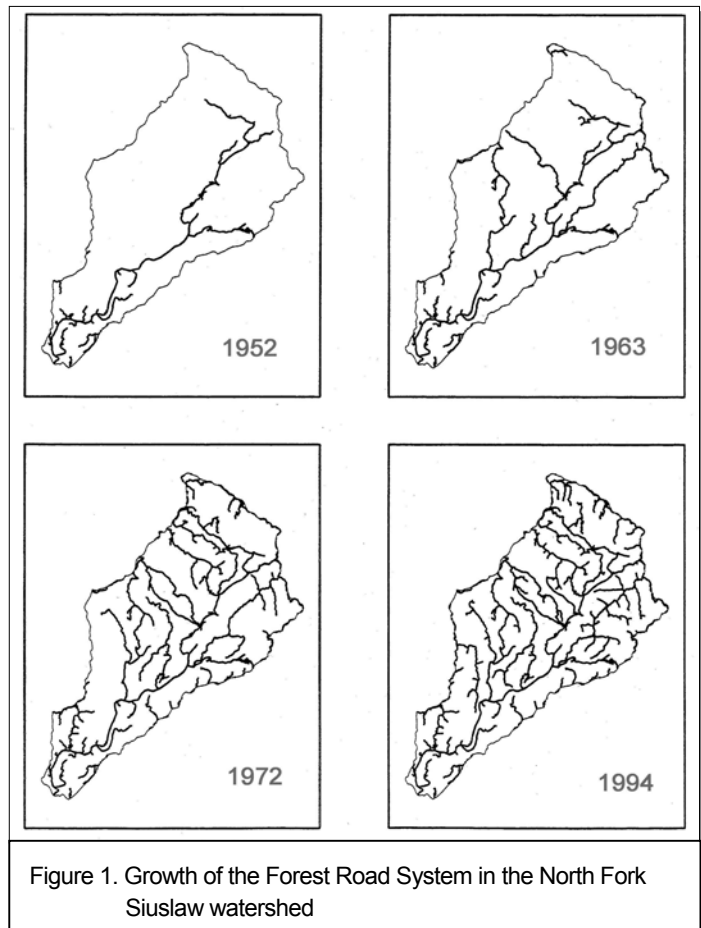 1952
1963
1972
1994
Figure 1. Growth of the Forest Road System in the North Fork
Siuslaw watershed